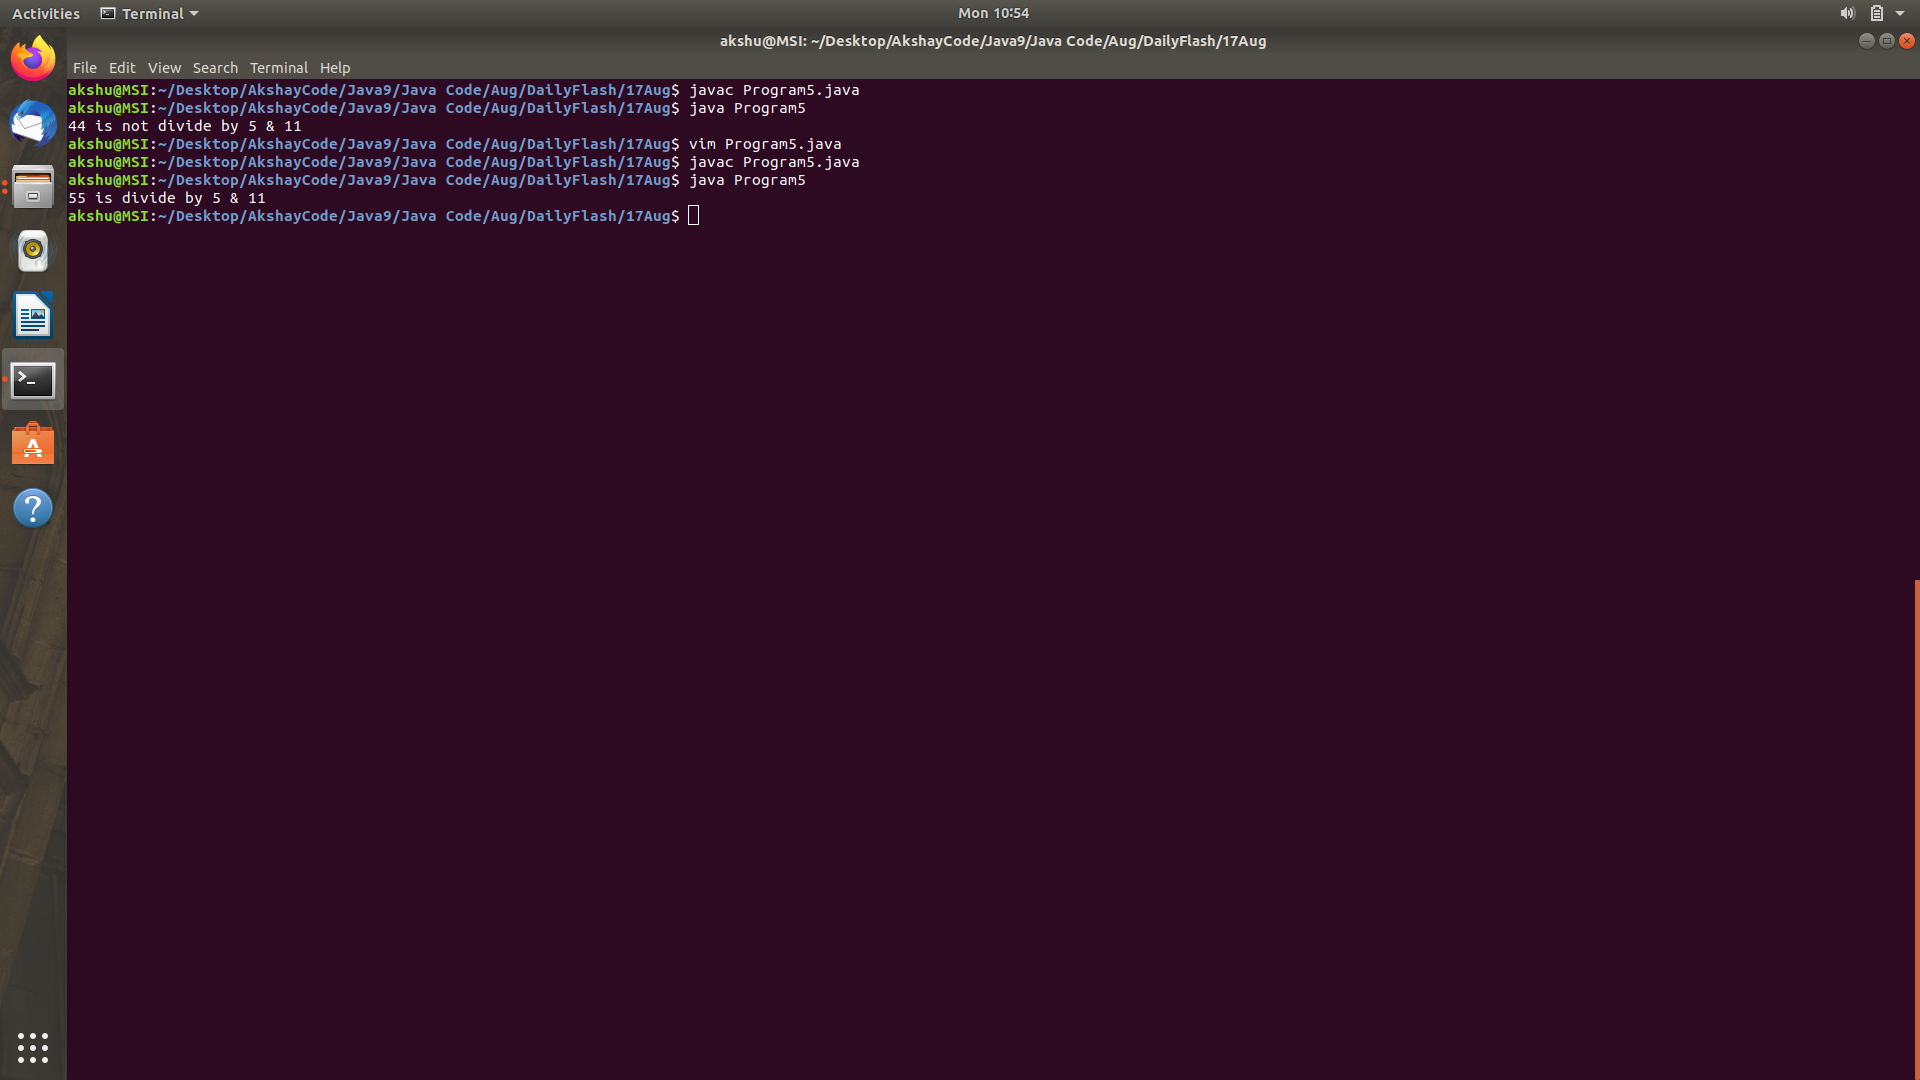 Activities Terminal Mon 10:54
akshu@MSI: ~/Desktop/AkshayCode/Java9/Java Code/Aug/DailyFlash/17Aug
File Edit View Search Terminal Help
akshu@MSI:~/Desktop/AkshayCode/Java9/Java Code/Aug/DailyFlash/17Aug$ javac Program5.java
akshu@MSI:~/Desktop/AkshayCode/Java9/Java Code/Aug/DailyFlash/17Aug$ java Program5
44 is not divide by 5 & 11
akshu@MSI:~/Desktop/AkshayCode/Java9/Java Code/Aug/DailyFlash/17Aug$ vim Program5.java
akshu@MSI:~/Desktop/AkshayCode/Java9/Java Code/Aug/DailyFlash/17Aug$ javac Program5.java
akshu@MSI:~/Desktop/AkshayCode/Java9/Java Code/Aug/DailyFlash/17Aug$ java Program5
55 is divide by 5 & 11
akshu@MSI:~/Desktop/AkshayCode/Java9/Java Code/Aug/DailyFlash/17Aug$